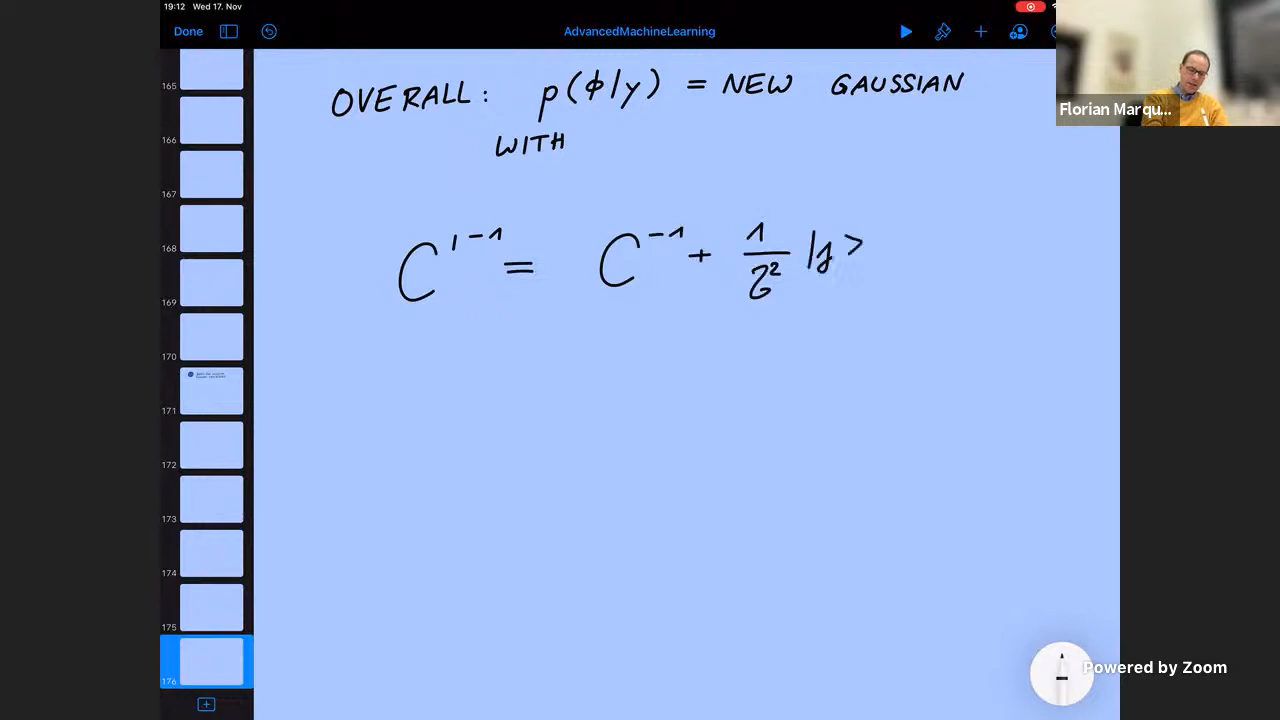 19:12 Wed 17. Nov
Done
AdvancedMachineLearning
Florian Marqu...
OVERALL: p(ϕ|y) = NEW GAUSSIAN
WITH
C'⁻¹ = C⁻¹ + 1/σ² |g>
165
166
167
168
169
170
171
172
173
174
175
176
Powered by Zoom